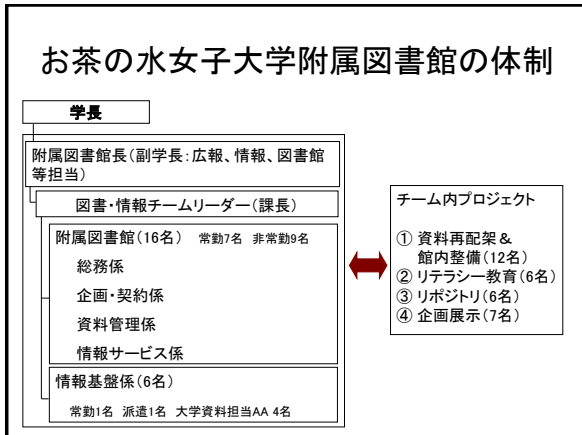 お茶の水女子大学附属図書館の体制
学長
附属図書館長(副学長:広報、情報、図書館
等担当)
図書・情報チームリーダー(課長)
附属図書館(16名) 常勤7名 非常勤9名
総務係
企画・契約係
資料管理係
情報サービス係
情報基盤係(6名)
常勤1名 派遣1名 大学資料担当AA 4名
チーム内プロジェクト
① 資料再配架&
館内整備(12名)
② リテラシー教育(6名)
③ リポジトリ(6名)
④ 企画展示(7名)